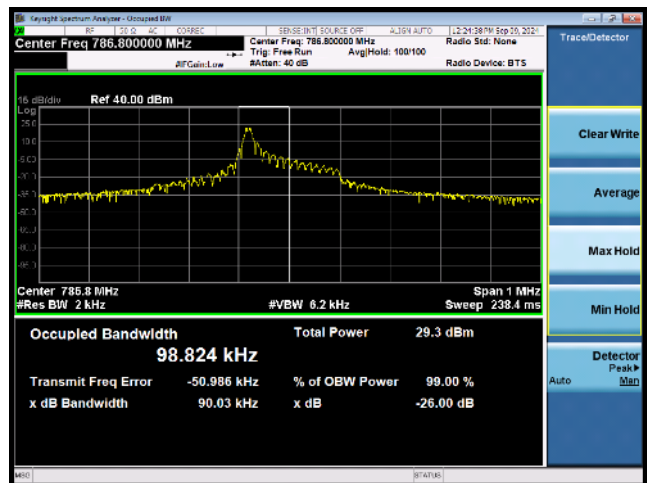 Keysight Spectrum Analyzer - Occupied BW
RF 50 Ω AC CORREC SENSE:INT SOURCE OFF ALIGN AUTO 12:24:38 PM Sep 09, 2024
Center Freq 786.800000 MHz
Center Freq: 786.800000 MHz
Radio Std: None
Trig: Free Run Avg|Hold: 100/100
#IFGain:Low #Atten: 40 dB Radio Device: BTS
Trace/Detector
Ref 40.00 dBm
Log
Clear Write
Average
Max Hold
Min Hold
Detector
Peak
Auto Man
Center 786.8 MHz Span 1 MHz
#Res BW 2 kHz #VBW 6.2 kHz Sweep 238.4 ms
Occupied Bandwidth Total Power 29.3 dBm
98.824 kHz
Transmit Freq Error -50.986 kHz % of OBW Power 99.00 %
x dB Bandwidth 90.03 kHz x dB -26.00 dB
MSG STATUS